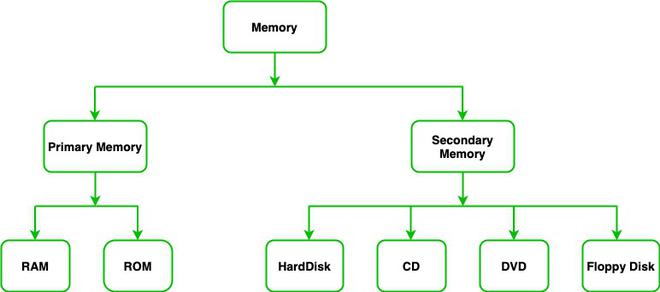 Memory
Primary Memory
Secondary
Memory
RAM
ROM
HardDisk
CD
DVD
Floppy Disk